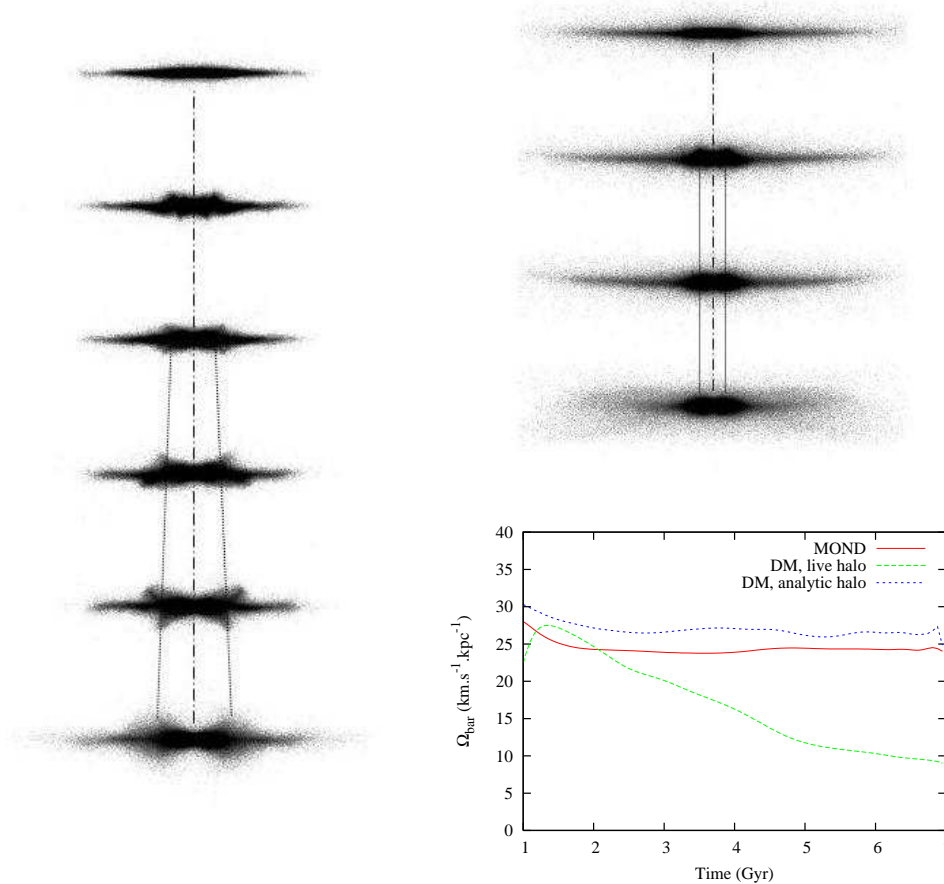 40
35
30
25
20
15
10
5
0
Ω_bar (km.s⁻¹.kpc⁻¹)
MOND
DM, live halo
DM, analytic halo
1 2 3 4 5 6
Time (Gyr)